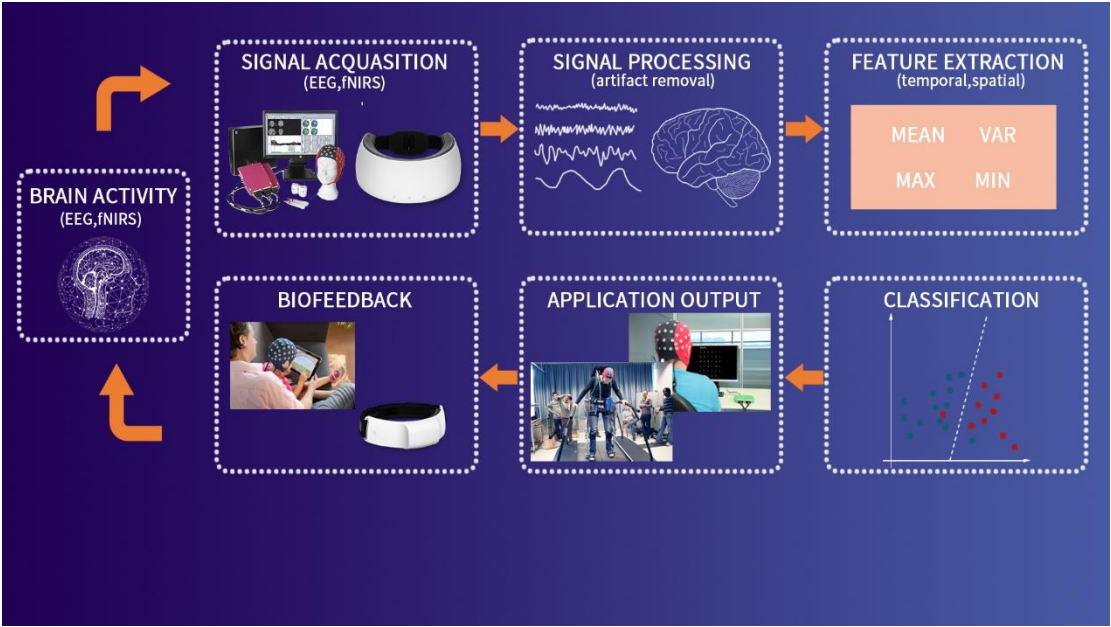 BRAIN ACTIVITY
(EEG,fNIRS)
SIGNAL ACQUASITION
(EEG,fNIRS)
SIGNAL PROCESSING
(artifact removal)
FEATURE EXTRACTION
(temporal,spatial)
MEAN VAR
MAX MIN
CLASSIFICATION
APPLICATION OUTPUT
BIOFEEDBACK